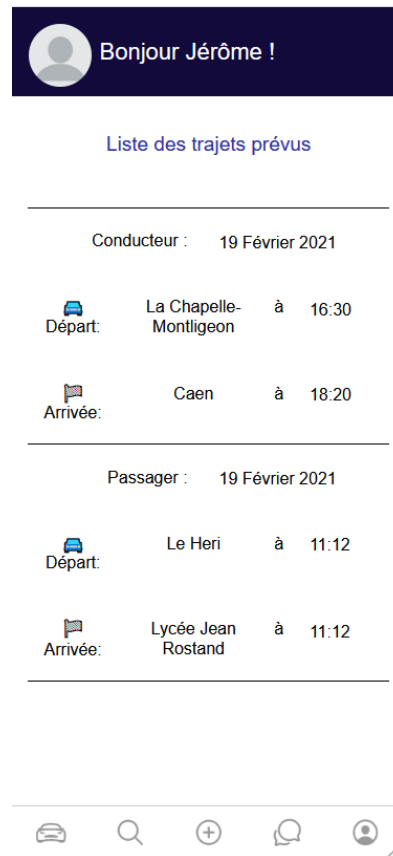 Bonjour Jérôme !
Liste des trajets prévus
Conducteur : 19 Février 2021
La Chapelle- à 16:30
Départ: Montligeon
Caen à 18:20
Arrivée:
Passager : 19 Février 2021
Le Heri à 11:12
Départ:
Lycée Jean à 11:12
Arrivée: Rostand